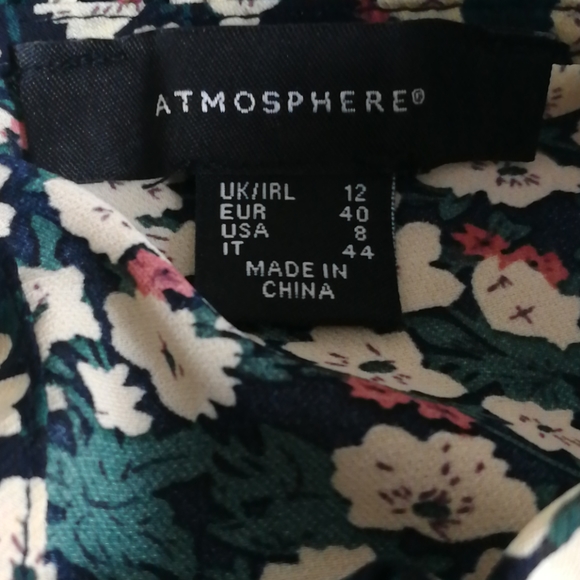 ATMOSPHERE®
UK/IRL 12
EUR 40
USA 8
IT 44
MADE IN
CHINA